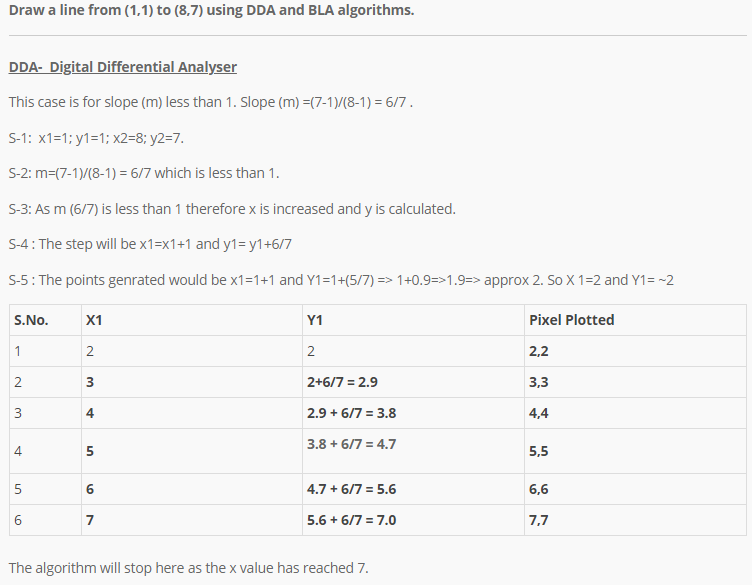 Draw a line from (1,1) to (8,7) using DDA and BLA algorithms.
DDA- Digital Differential Analyser
This case is for slope (m) less than 1. Slope (m) =(7-1)/(8-1) = 6/7 .
S-1: x1=1; y1=1; x2=8; y2=7.
S-2: m=(7-1)/(8-1) = 6/7 which is less than 1.
S-3: As m (6/7) is less than 1 therefore x is increased and y is calculated.
S-4 : The step will be x1=x1+1 and y1= y1+6/7
S-5 : The points genrated would be x1=1+1 and Y1=1+(5/7) => 1+0.9=>1.9=> approx 2. So X 1=2 and Y1= ~2
S.No. X1 Y1 Pixel Plotted
1 2 2 2,2
2 3 2+6/7 = 2.9 3,3
3 4 2.9 + 6/7 = 3.8 4,4
4 5 3.8 + 6/7 = 4.7 5,5
5 6 4.7 + 6/7 = 5.6 6,6
6 7 5.6 + 6/7 = 7.0 7,7
The algorithm will stop here as the x value has reached 7.